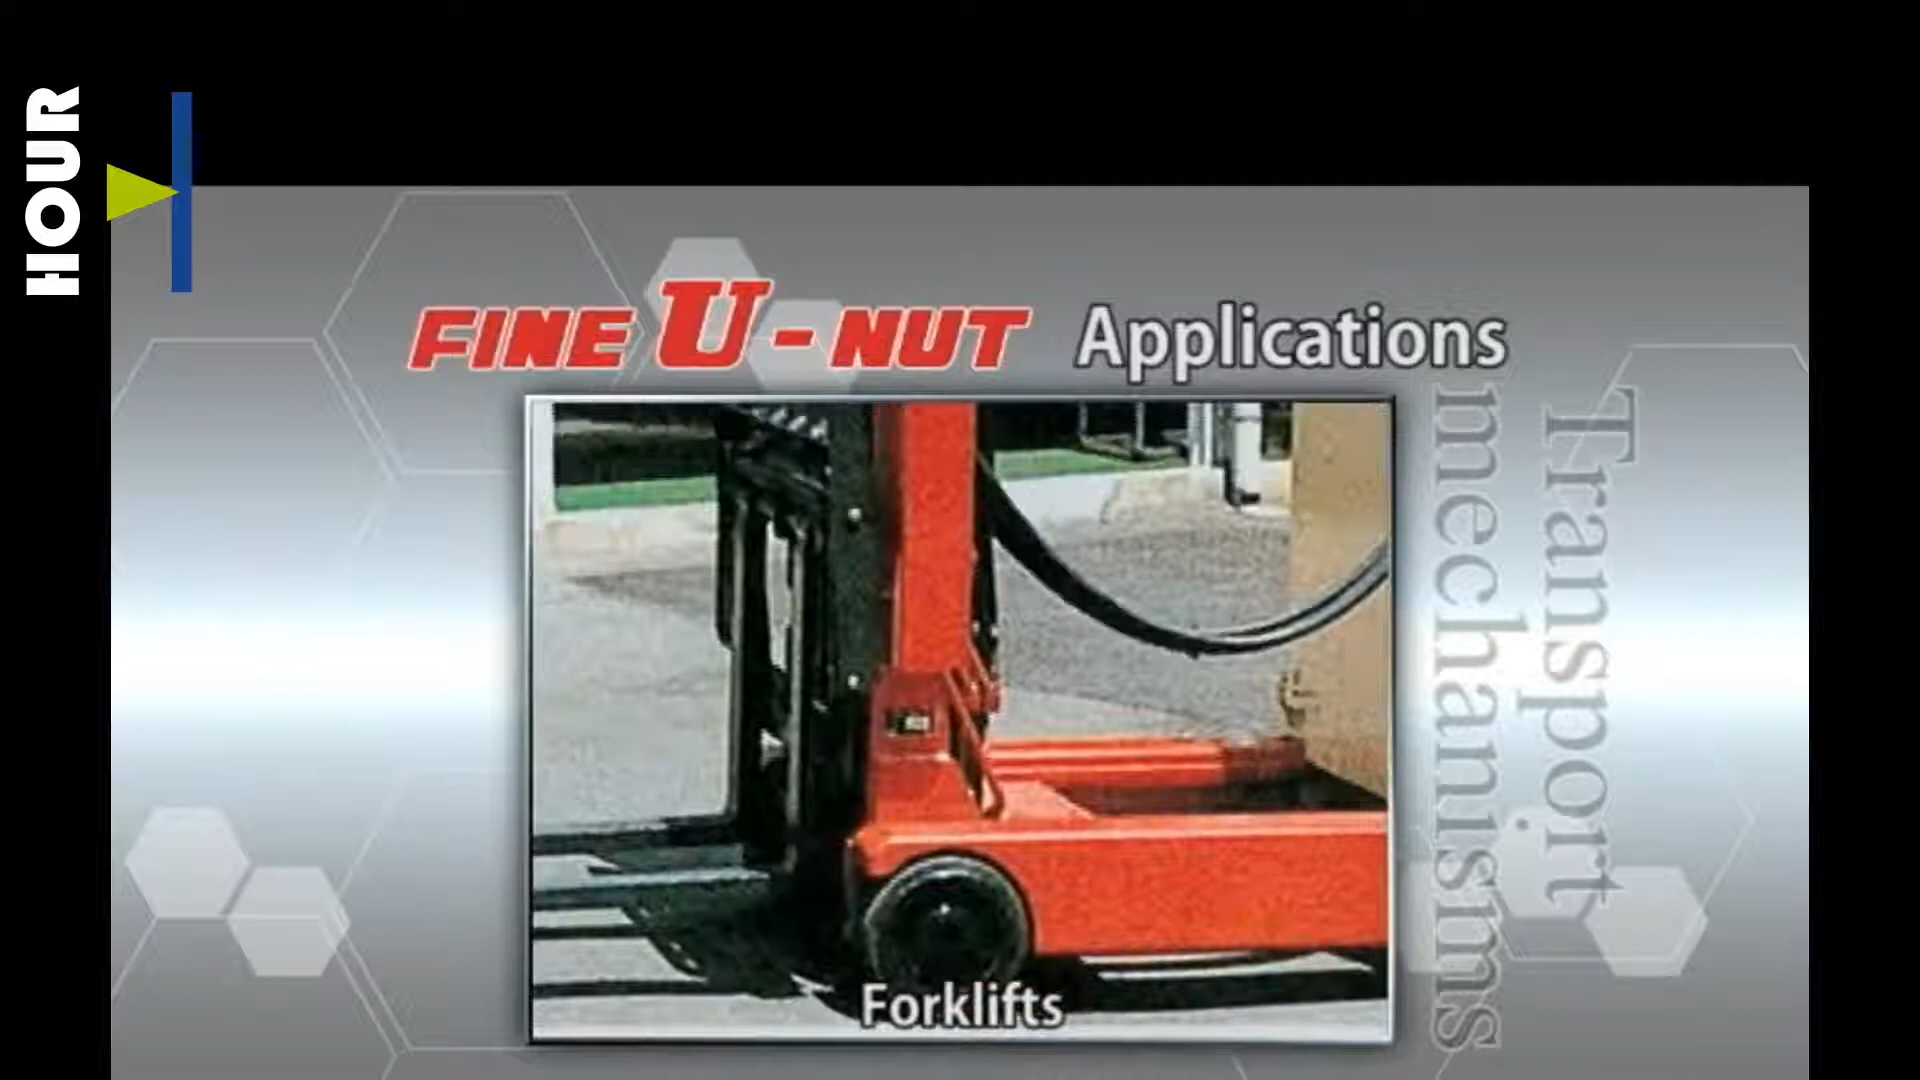 HOUR
FINE U-NUT Applications
Transport
mechanisms
Forklifts